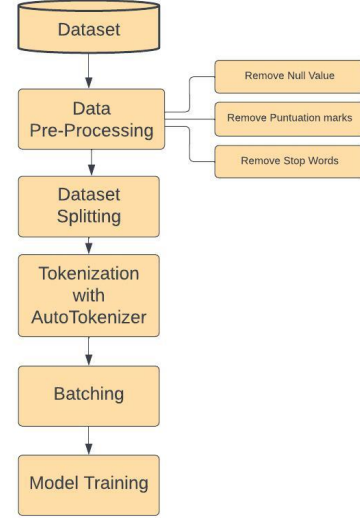 Dataset
Data
Pre-Processing
Remove Null Value
Remove Puntuation marks
Remove Stop Words
Dataset
Splitting
Tokenization
with
AutoTokenizer
Batching
Model Training